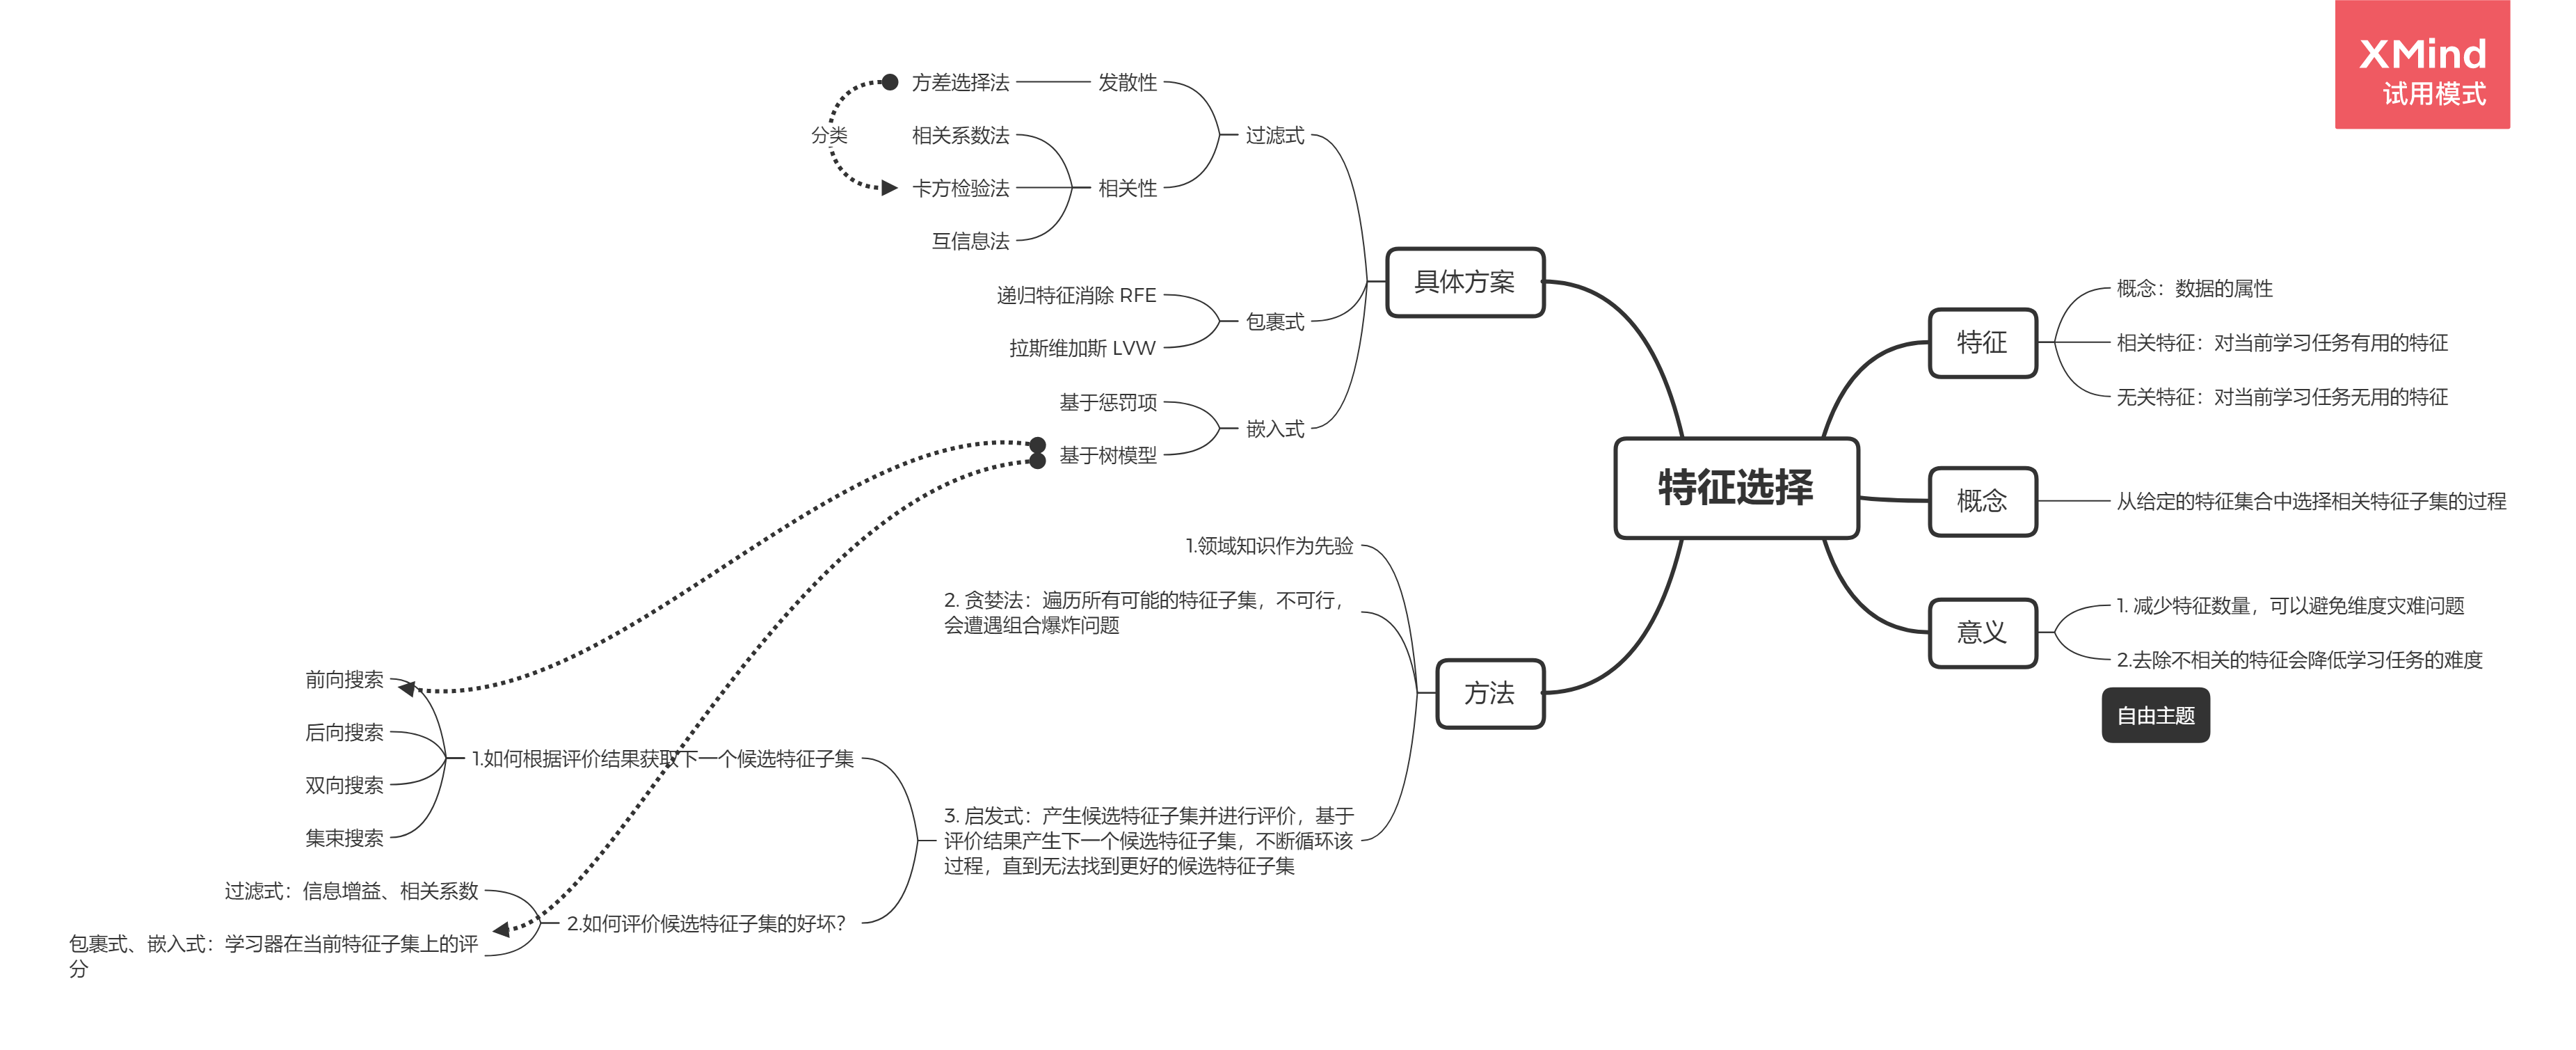 XMind
试用模式
特征选择
特征
概念：数据的属性
相关特征：对当前学习任务有用的特征
无关特征：对当前学习任务无用的特征
概念
从给定的特征集合中选择相关特征子集的过程
意义
1. 减少特征数量，可以避免维度灾难问题
2.去除不相关的特征会降低学习任务的难度
自由主题
具体方案
过滤式
发散性
方差选择法
分类
相关性
相关系数法
卡方检验法
互信息法
包裹式
递归特征消除 RFE
拉斯维加斯 LVW
嵌入式
基于惩罚项
基于树模型
方法
1.领域知识作为先验
2. 贪婪法：遍历所有可能的特征子集，不可行，
会遭遇组合爆炸问题
3. 启发式：产生候选特征子集并进行评价，基于
评价结果产生下一个候选特征子集，不断循环该
过程，直到无法找到更好的候选特征子集
1.如何根据评价结果获取下一个候选特征子集
前向搜索
后向搜索
双向搜索
集束搜索
2.如何评价候选特征子集的好坏？
过滤式：信息增益、相关系数
包裹式、嵌入式：学习器在当前特征子集上的评
分